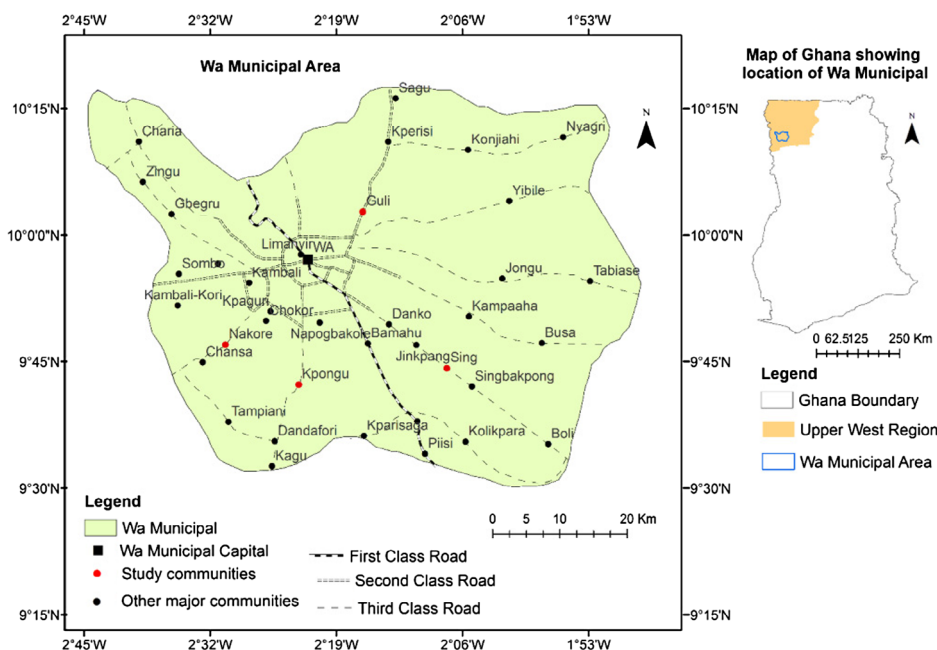 2°45'W 2°32'W 2°19'W 2°06'W 1°53'W
Wa Municipal Area
Map of Ghana showing
location of Wa Municipal
10°15'N 10°15'N
N
N
Sagu
Charia
Kperisi
Konjiahi
Nyagri
Zingu
Yibile
Gbegru
Guli
10°00"N 10°0'0"N
Limanyiri WA
Sombo
Kambali
Jongu
Tabiase
Kambali-Kori
Kpaguri
Chokor
Danko
Kampaaha
Nakore
Napogbakole
Bamahu
Busa
9°45'N 9°45'N
Chansa
Jinkpang
Sing
Kpongu
Singbakpong
Tampiani
Dandafori
Kparisaga
Piisi
Kolikpara
Boli
Kagu
9°30'N 9°30'N
0 62.5125 250 Km
Legend
Ghana Boundary
Upper West Region
Wa Municipal Area
Legend
Wa Municipal
Wa Municipal Capital
Study communities
Other major communities
First Class Road
Second Class Road
Third Class Road
0 5 10 20 Km
9°15'N 9°15'N
2°45'W 2°32'W 2°19'W 2°06'W 1°53'W